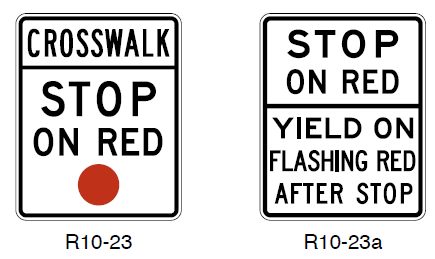 CROSSWALK
STOP
ON RED
R10-23
STOP
ON RED
YIELD ON
FLASHING RED
AFTER STOP
R10-23a